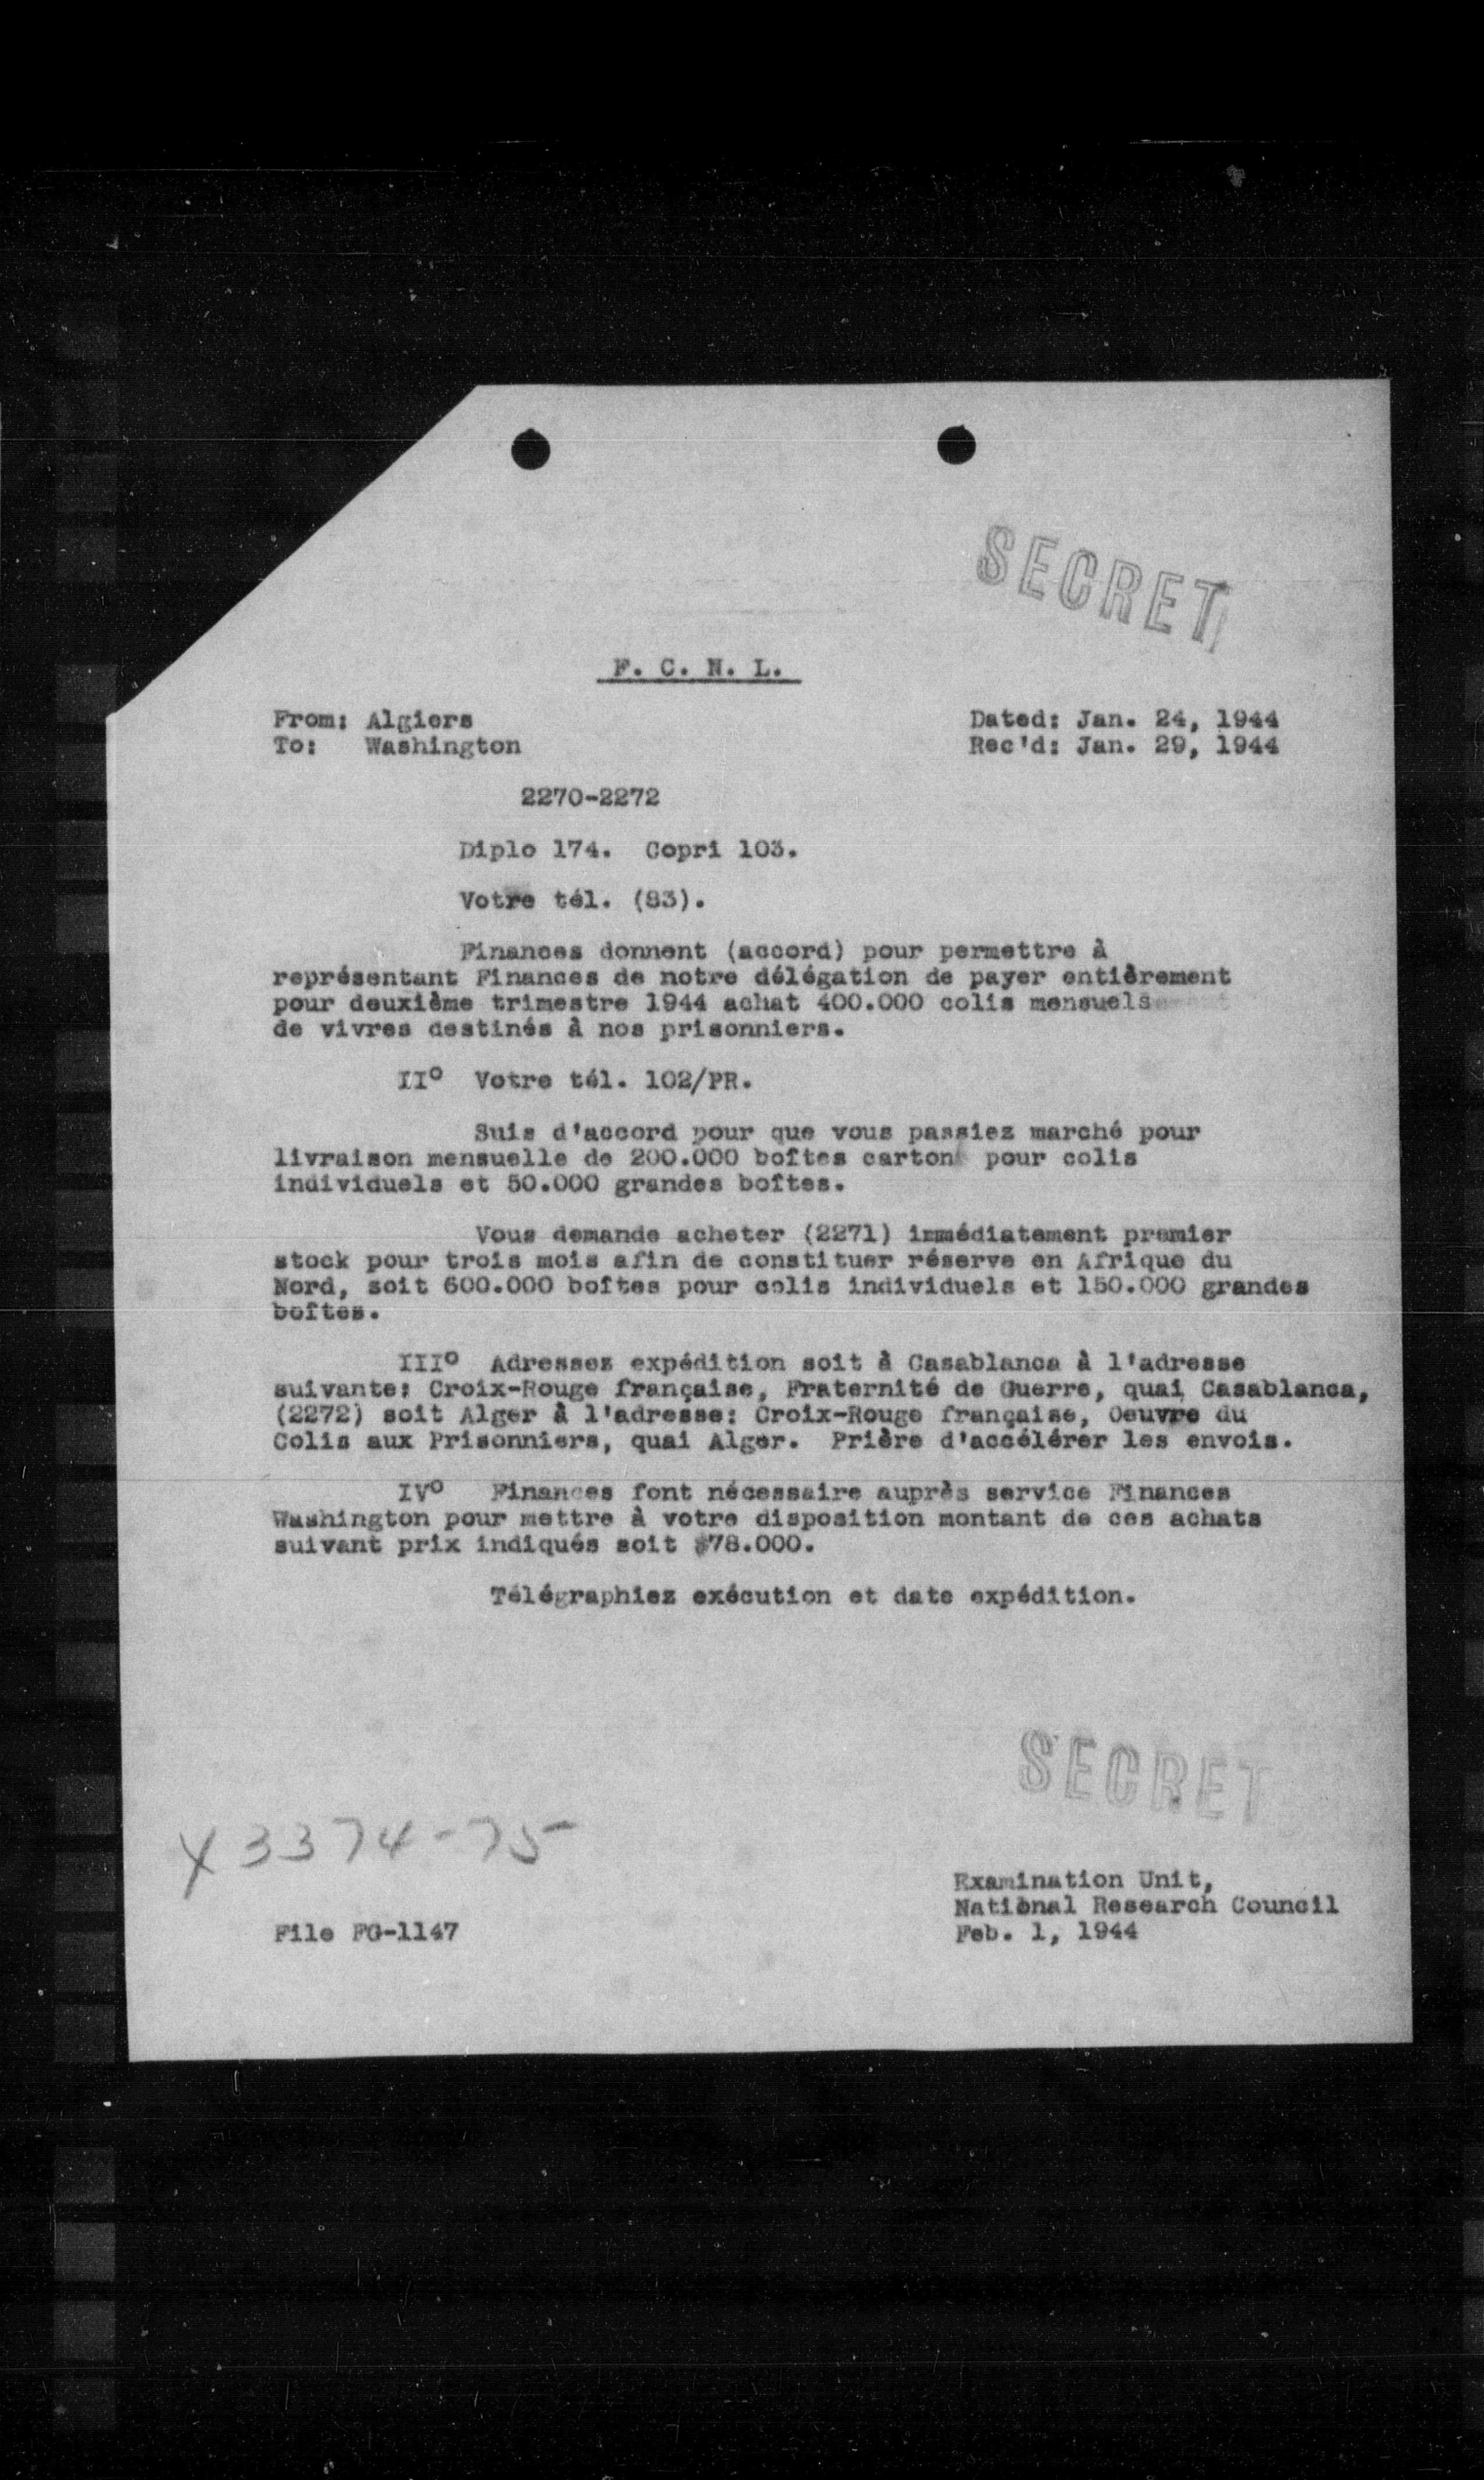 SECRET
F. C. N. L.
From: Algiers
To: Washington
Dated: Jan. 24, 1944
Rec'd: Jan. 29, 1944
2270-2272
Diplo 174. Copri 103.
Votre tél. (83).
Finances donnent (accord) pour permettre à
représentant Finances de notre délégation de payer entièrement
pour deuxième trimestre 1944 achat 400.000 colis mensuels
de vivres destinés à nos prisonniers.
IIº Votre tél. 102/PR.
Suis d'accord pour que vous passiez marché pour
livraison mensuelle de 200.000 boîtes carton pour colis
individuels et 50.000 grandes boîtes.
Vous demande acheter (2271) immédiatement premier
stock pour trois mois afin de constituer réserve en Afrique du
Nord, soit 600.000 boîtes pour colis individuels et 150.000 grandes
boîtes.
IIIº Adressez expédition soit à Casablanca à l'adresse
suivante: Croix-Rouge française, Fraternité de Guerre, quai Casablanca,
(2272) soit Alger à l'adresse: Croix-Rouge française, Oeuvre du
Colis aux Prisonniers, quai Alger. Prière d'accélérer les envois.
IVº Finances font nécessaire auprès service Finances
Washington pour mettre à votre disposition montant de ces achats
suivant prix indiqués soit $78.000.
Télégraphiez exécution et date expédition.
SECRET
X 3374-75
Examination Unit,
National Research Council
Feb. 1, 1944
File FG-1147